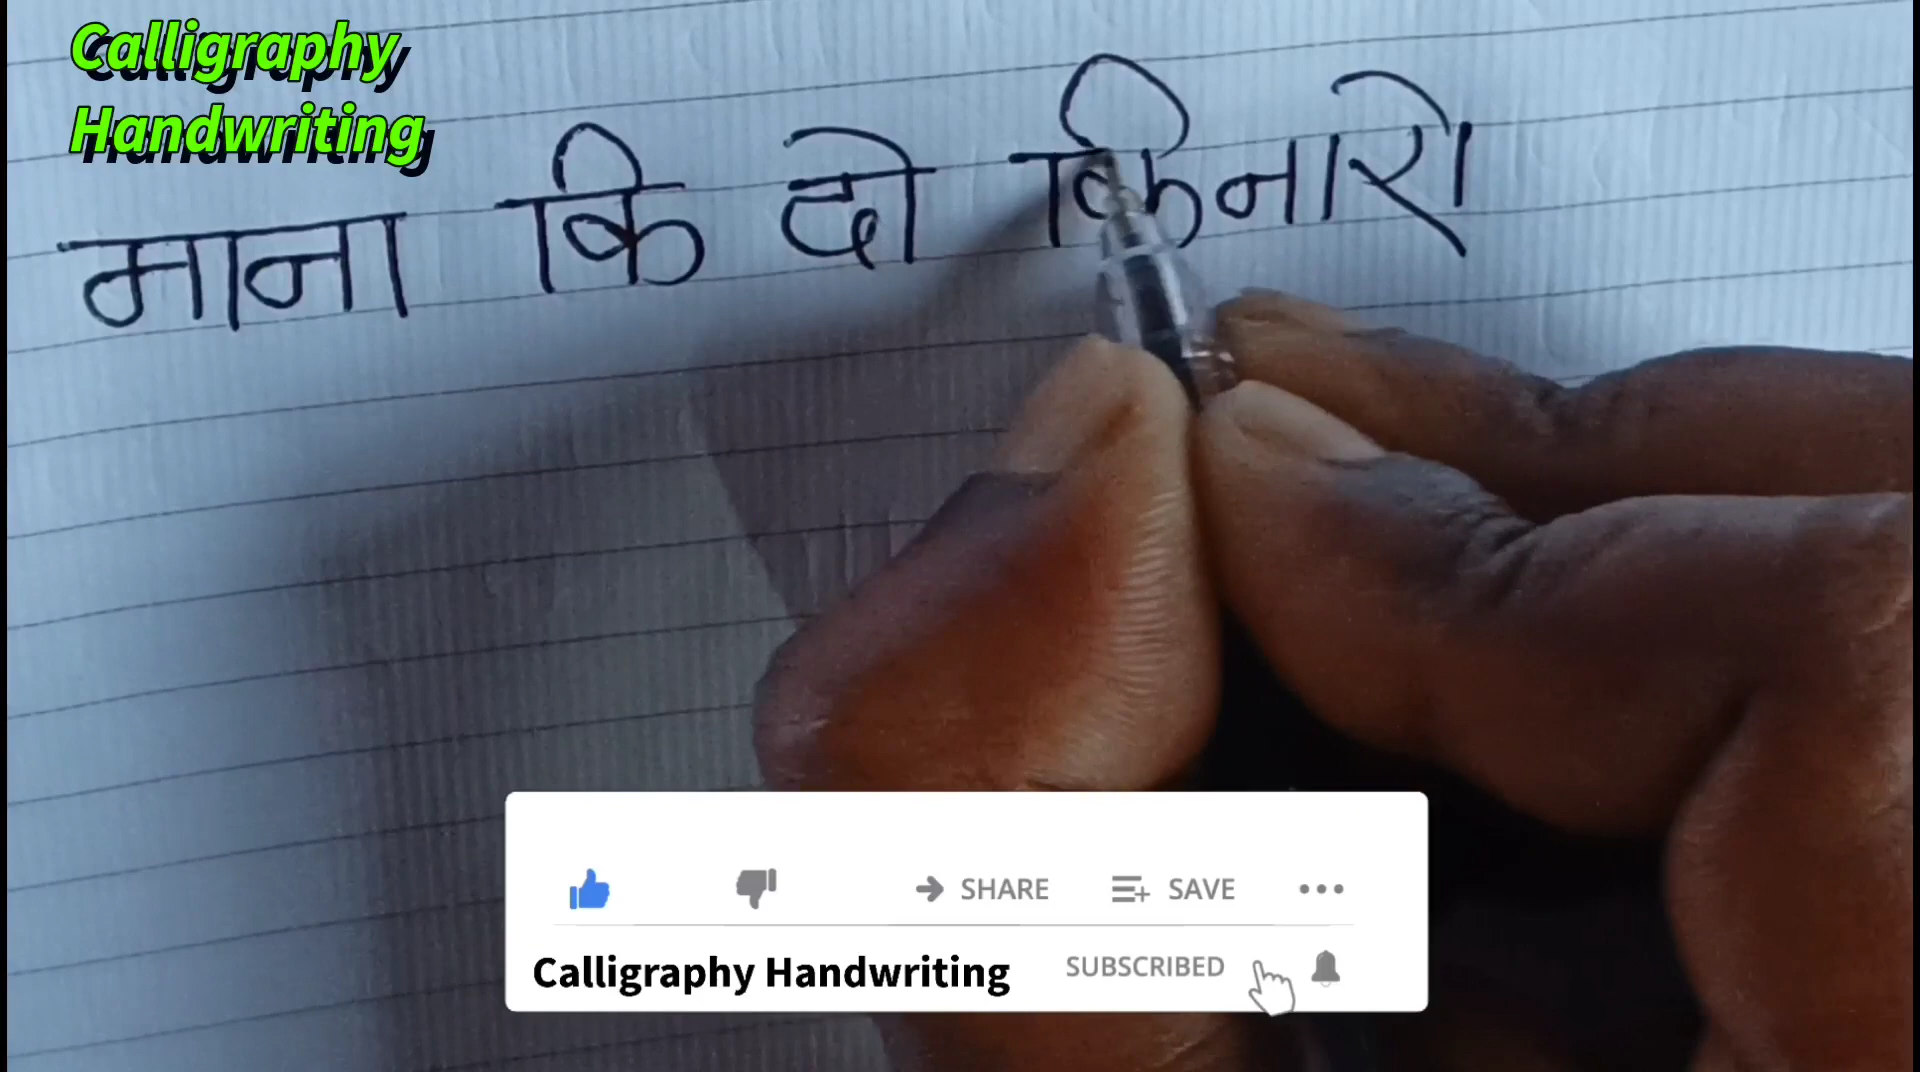 Calligraphy
Handwriting
माना कि दो किनारो
SHARE SAVE
Calligraphy Handwriting SUBSCRIBED